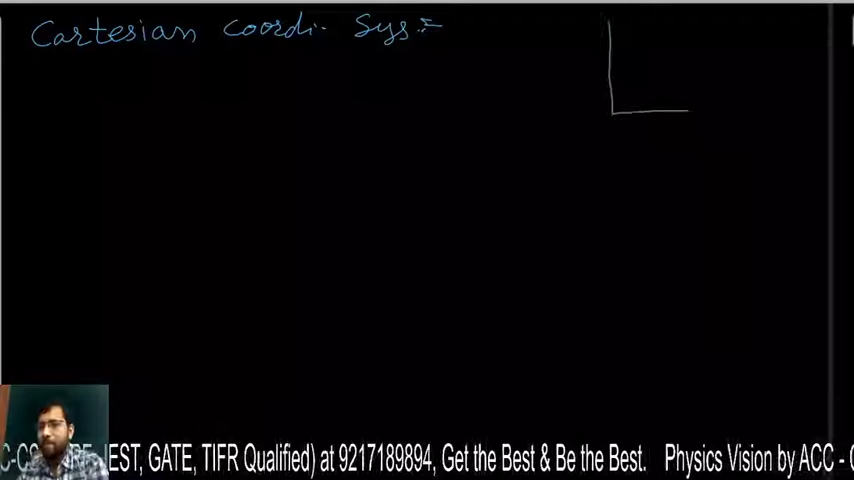 Cartesian coordi. Sys:=
EST, GATE, TIFR Qualified) at 9217189894, Get the Best & Be the Best. Physics Vision by ACC -